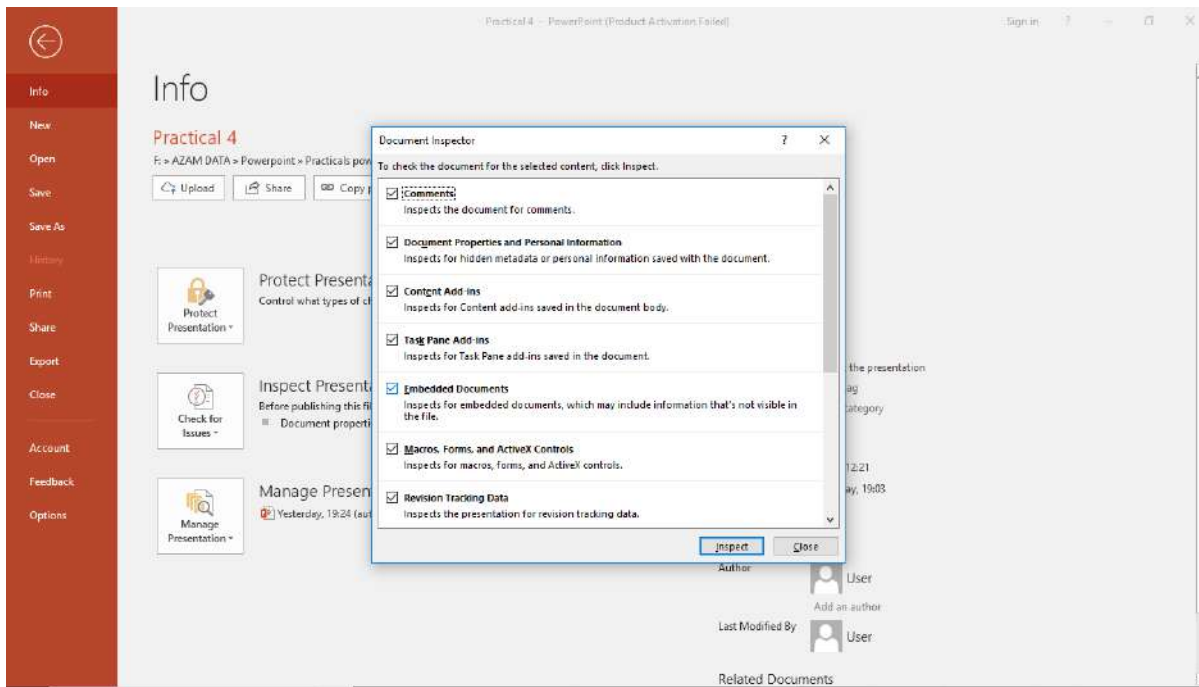 Practical 4 - PowerPoint (Product Activation Failed)
Sign in
?
Info
New
Open
Save
Save As
History
Print
Share
Export
Close
Account
Feedback
Options
Info
Practical 4
F: » AZAM DATA » Powerpoint » Practicals pow
Upload
Share
Copy p
Protect Presentation
Protect Presenta
Control what types of c
Check for Issues
Inspect Presenta
Before publishing this fi
Document properti
Manage Presentation
Manage Presen
Yesterday, 19:24 (aut
Document Inspector
?
To check the document for the selected content, click Inspect.
Comments
Inspects the document for comments.
Document Properties and Personal Information
Inspects for hidden metadata or personal information saved with the document.
Content Add-ins
Inspects for Content add-ins saved in the document body.
Task Pane Add-ins
Inspects for Task Pane add-ins saved in the document.
Embedded Documents
Inspects for embedded documents, which may include information that's not visible in
the file.
Macros, Forms, and ActiveX Controls
Inspects for macros, forms, and ActiveX controls.
Revision Tracking Data
Inspects the presentation for revision tracking data.
Inspect
Close
the presentation
ag
category
12:21
ay, 19:03
Author
User
Add an author
Last Modified By
User
Related Documents